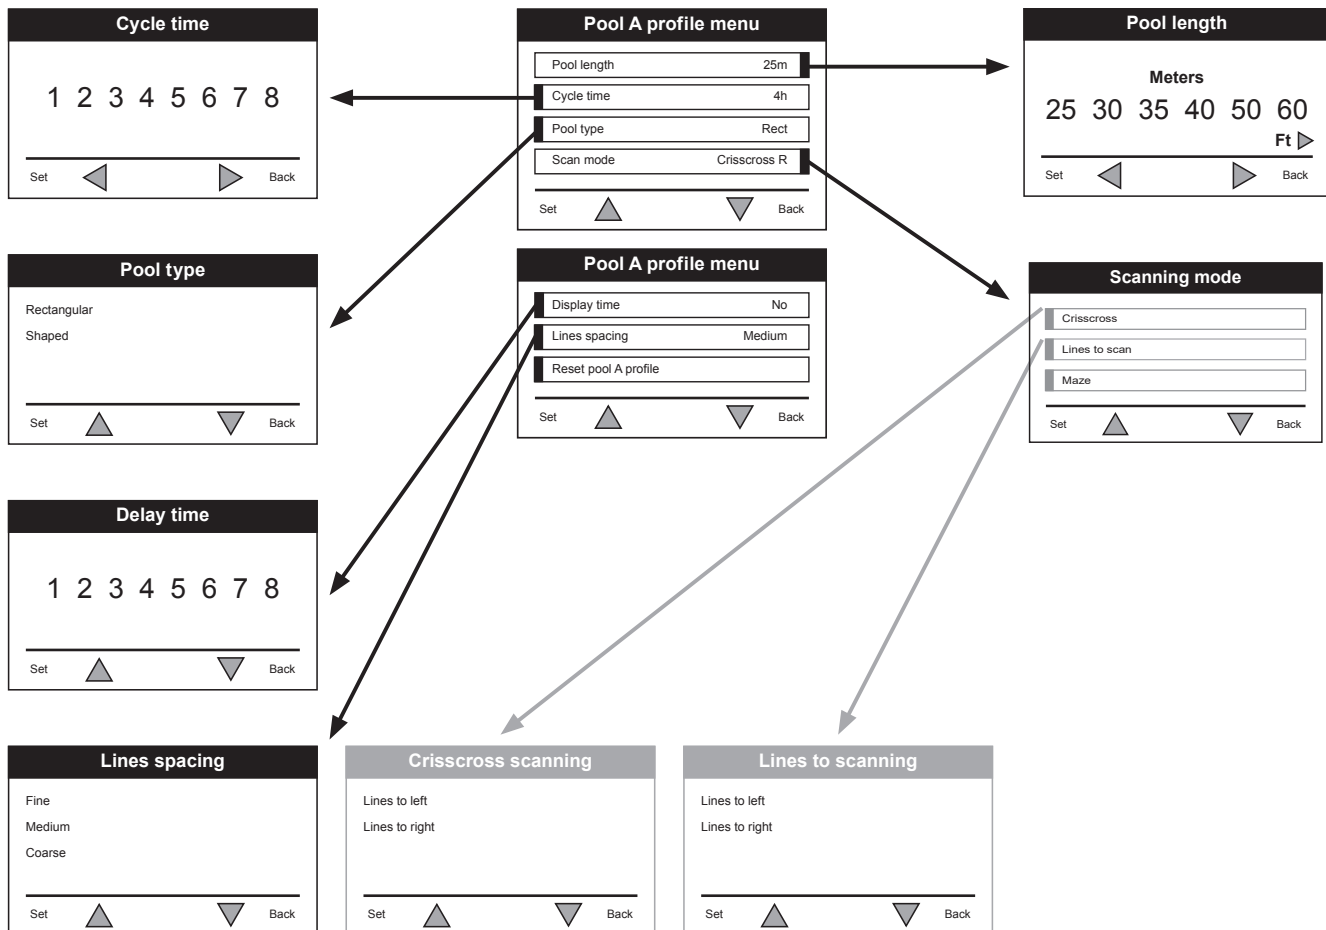 Cycle time
1 2 3 4 5 6 7 8
Set Back
Pool A profile menu
Pool length 25m
Cycle time 4h
Pool type Rect
Scan mode Crisscross R
Set Back
Pool length
Meters
25 30 35 40 50 60
Ft
Set Back
Pool type
Rectangular
Shaped
Set Back
Pool A profile menu
Display time No
Lines spacing Medium
Reset pool A profile
Set Back
Scanning mode
Crisscross
Lines to scan
Maze
Set Back
Delay time
1 2 3 4 5 6 7 8
Set Back
Lines spacing
Fine
Medium
Coarse
Set Back
Crisscross scanning
Lines to left
Lines to right
Set Back
Lines to scanning
Lines to left
Lines to right
Set Back